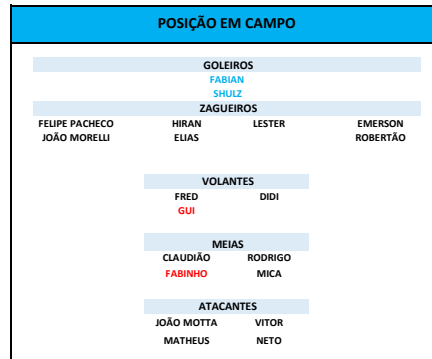 POSIÇÃO EM CAMPO
GOLEIROS
FABIAN
SHULZ
ZAGUEIROS
FELIPE PACHECO HIRAN LESTER EMERSON
JOÃO MORELLI ELIAS ROBERTÃO
VOLANTES
FRED DIDI
GUI
MEIAS
CLAUDIÃO RODRIGO
FABINHO MICA
ATACANTES
JOÃO MOTTA VITOR
MATHEUS NETO